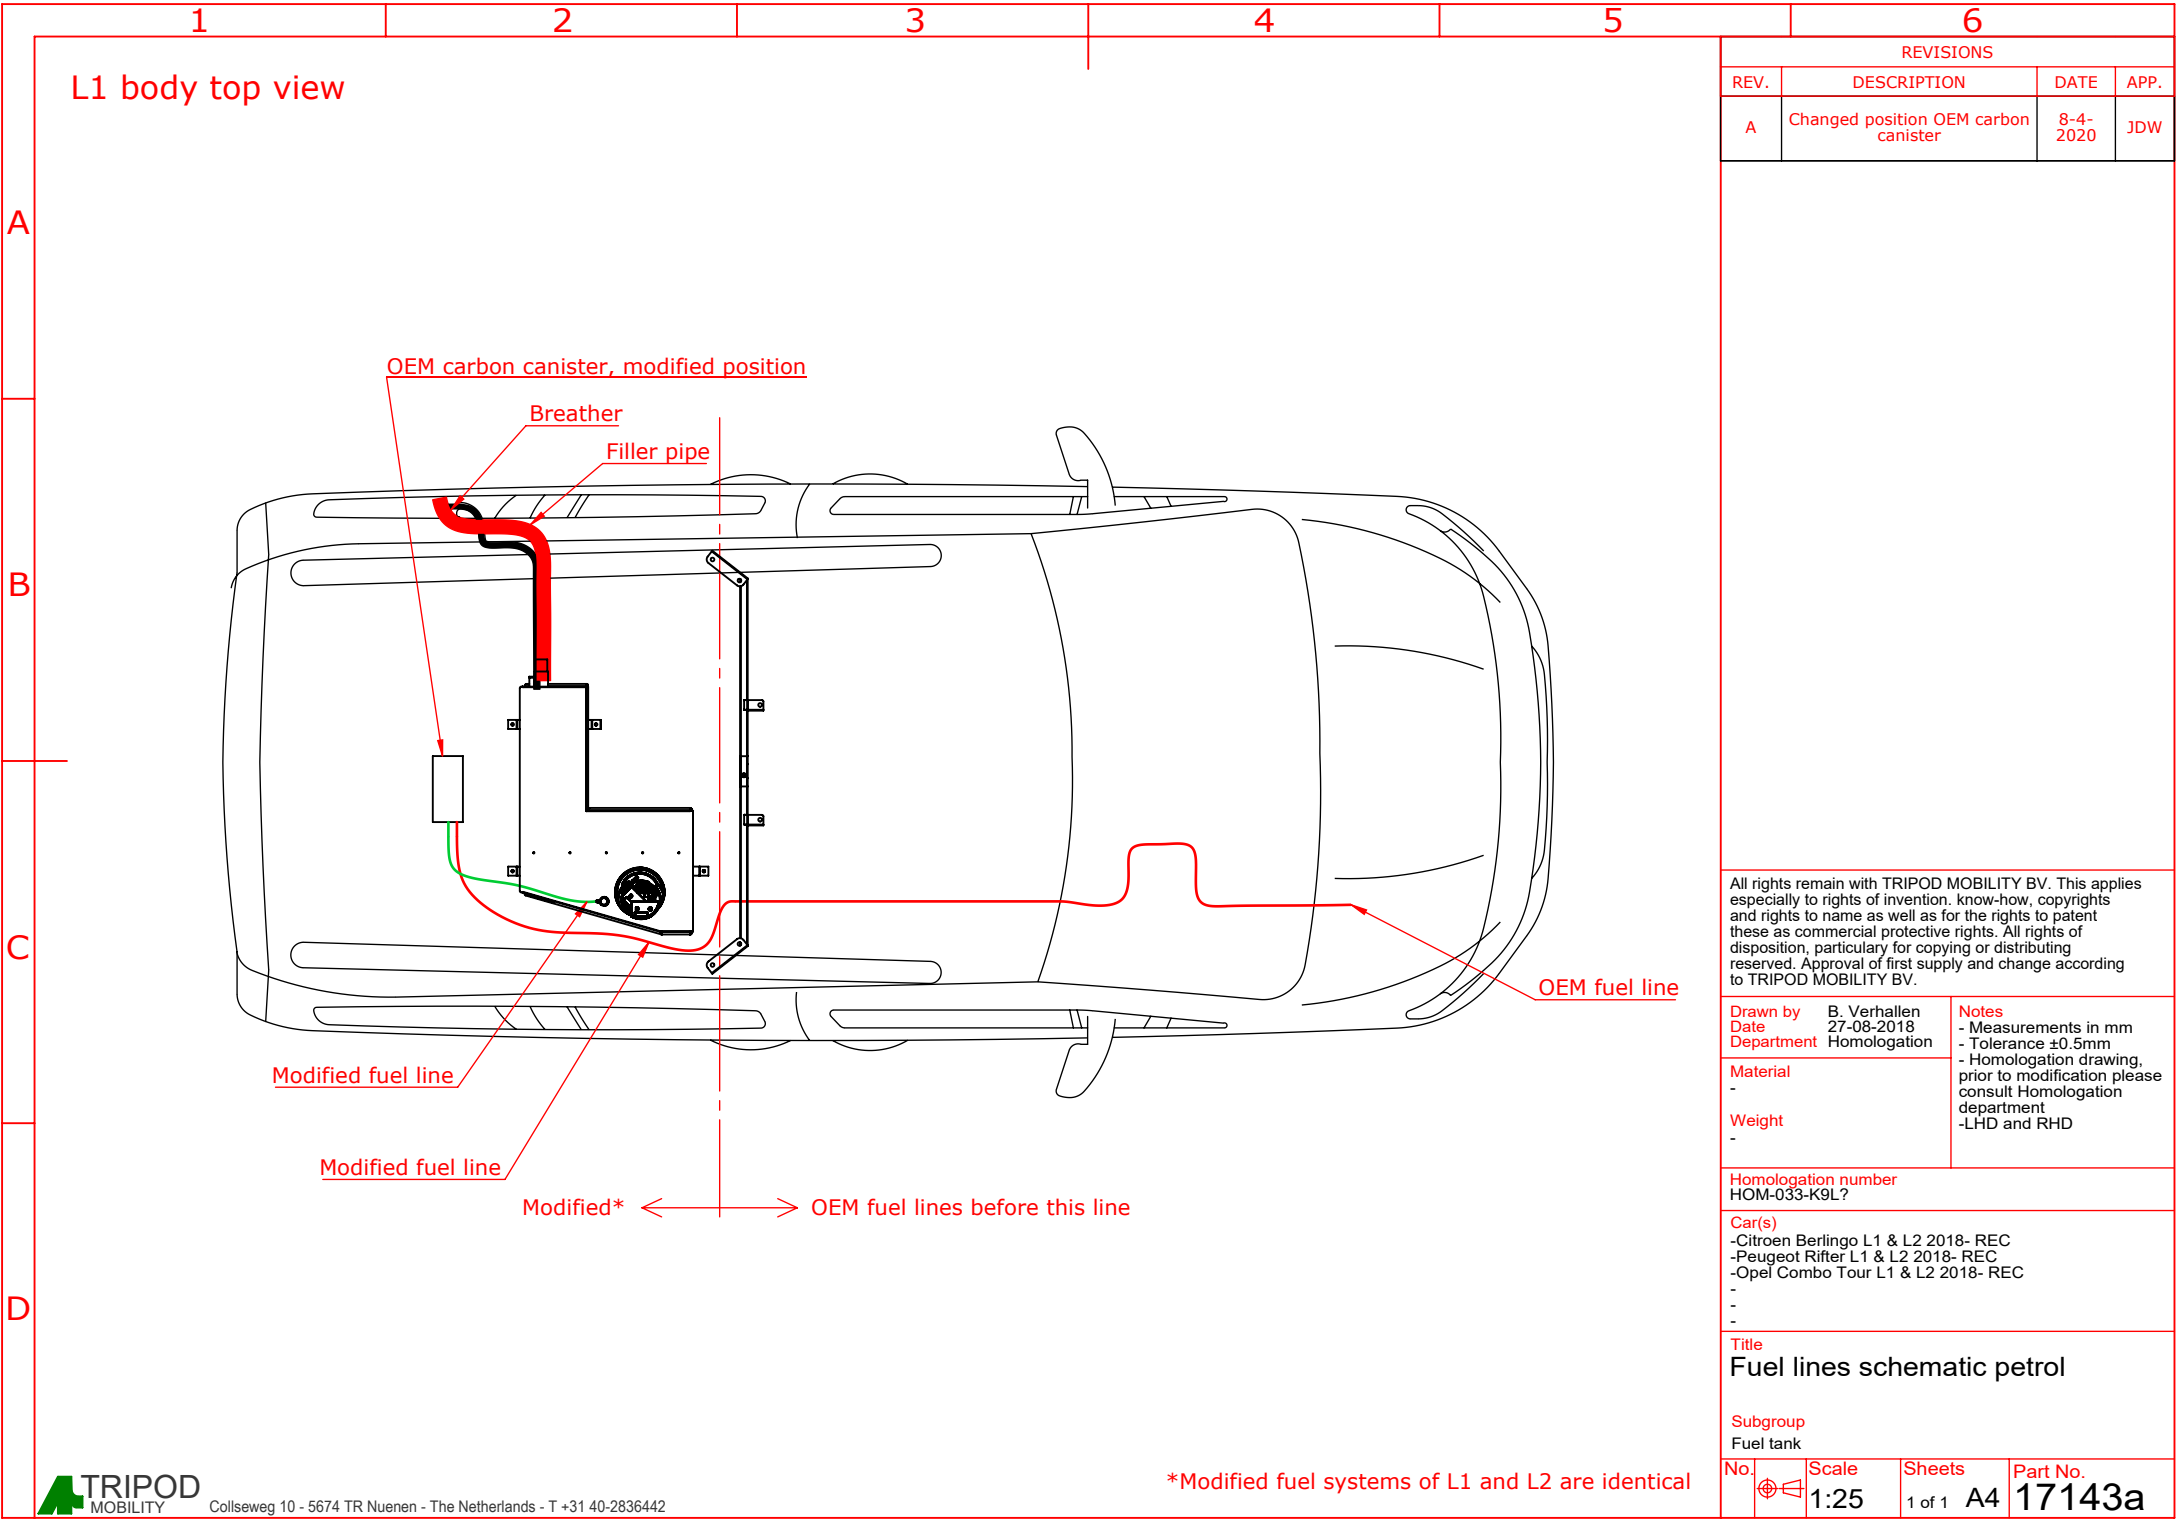 1 2 3 4 5 6
A
B
C
D
L1 body top view
REVISIONS
REV. DESCRIPTION DATE APP.
A Changed position OEM carbon canister 8-4-2020 JDW
OEM carbon canister, modified position
Breather
Filler pipe
OEM fuel line
Modified fuel line
Modified fuel line
Modified* OEM fuel lines before this line
*Modified fuel systems of L1 and L2 are identical
All rights remain with TRIPOD MOBILITY BV. This applies
especially to rights of invention. know-how, copyrights
and rights to name as well as for the rights to patent
these as commercial protective rights. All rights of
disposition, particulary for copying or distributing
reserved. Approval of first supply and change according
to TRIPOD MOBILITY BV.
Drawn by B. Verhallen
Date 27-08-2018
Department Homologation
Notes
- Measurements in mm
- Tolerance ±0.5mm
- Homologation drawing,
prior to modification please
consult Homologation
department
-LHD and RHD
Material
-
Weight
-
Homologation number
HOM-033-K9L?
Car(s)
-Citroen Berlingo L1 & L2 2018- REC
-Peugeot Rifter L1 & L2 2018- REC
-Opel Combo Tour L1 & L2 2018- REC
-
-
-
Title
Fuel lines schematic petrol
Subgroup
Fuel tank
No. Scale Sheets Part No.
1:25 1 of 1 A4 17143a
TRIPOD
MOBILITY
Collseweg 10 - 5674 TR Nuenen - The Netherlands - T +31 40-2836442